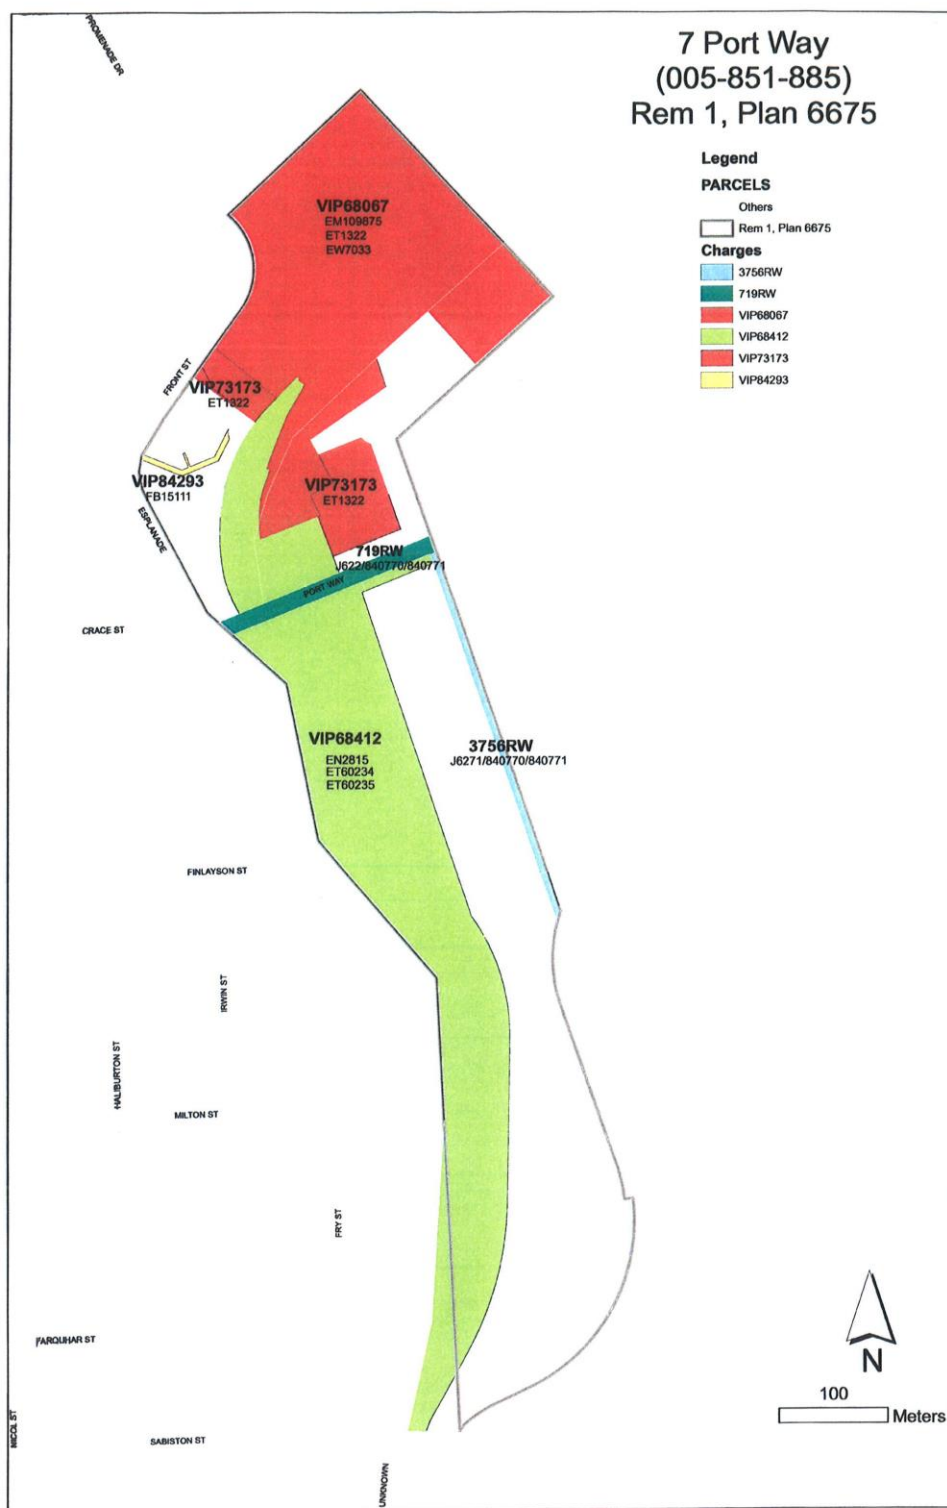 PROMENADE DR
7 Port Way
(005-851-885)
Rem 1, Plan 6675
Legend
PARCELS
Others
Rem 1, Plan 6675
Charges
3756RW
719RW
VIP68067
VIP68412
VIP73173
VIP84293
VIP68067
EM109875
ET1322
EW7033
FRONT ST
VIP73173
ET1322
VIP84293
FB15111
VIP73173
ET1322
ESPLANADE
719RW
J622/840770/840771
PORT WAY
CRACE ST
VIP68412
EN2815
ET60234
ET60235
3756RW
J6271/840770/840771
FINLAYSON ST
IRWIN ST
HALIBURTON ST
MILTON ST
FRY ST
FARQUHAR ST
N
100
Meters
NICOL ST
SABISTON ST
UNKNOWN